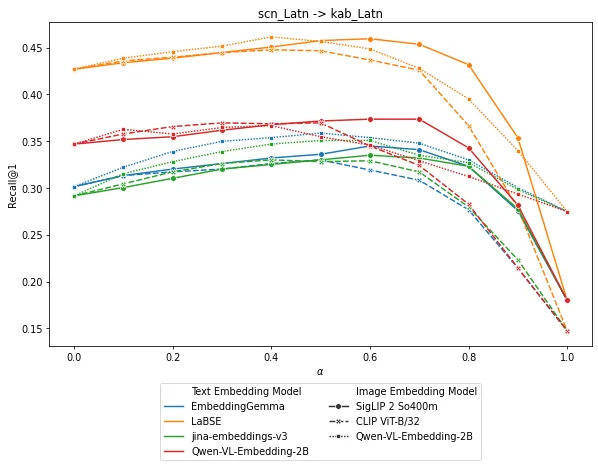 scn_Latn -> kab_Latn
Recall@1
0.45
0.40
0.35
0.30
0.25
0.20
0.15
0.0
0.2
0.4
0.6
0.8
1.0
α
Text Embedding Model
EmbeddingGemma
LaBSE
jina-embeddings-v3
Qwen-VL-Embedding-2B
Image Embedding Model
SigLIP 2 So400m
CLIP ViT-B/32
Qwen-VL-Embedding-2B